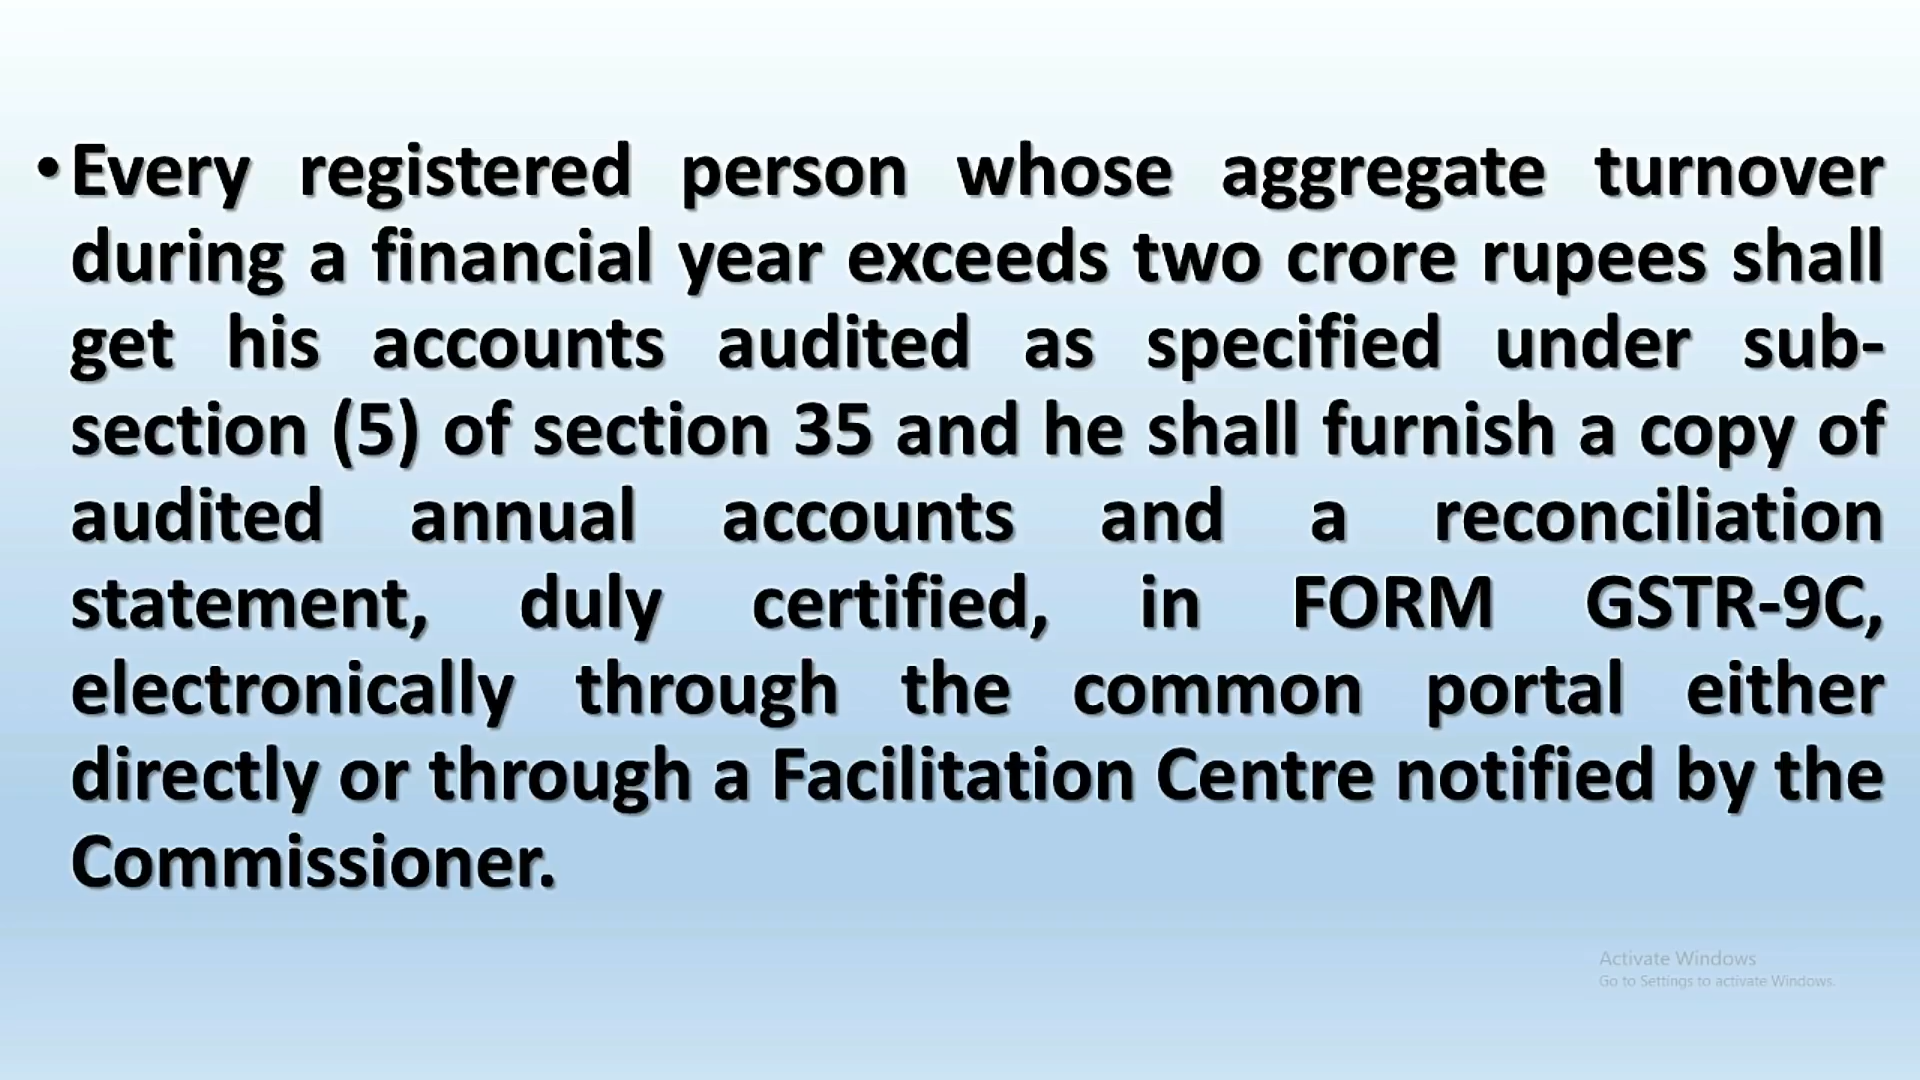 •Every registered person whose aggregate turnover
during a financial year exceeds two crore rupees shall
get his accounts audited as specified under sub-
section (5) of section 35 and he shall furnish a copy of
audited annual accounts and a reconciliation
statement, duly certified, in FORM GSTR-9C,
electronically through the common portal either
directly or through a Facilitation Centre notified by the
Commissioner.
Activate Windows
Go to Settings to activate Windows.